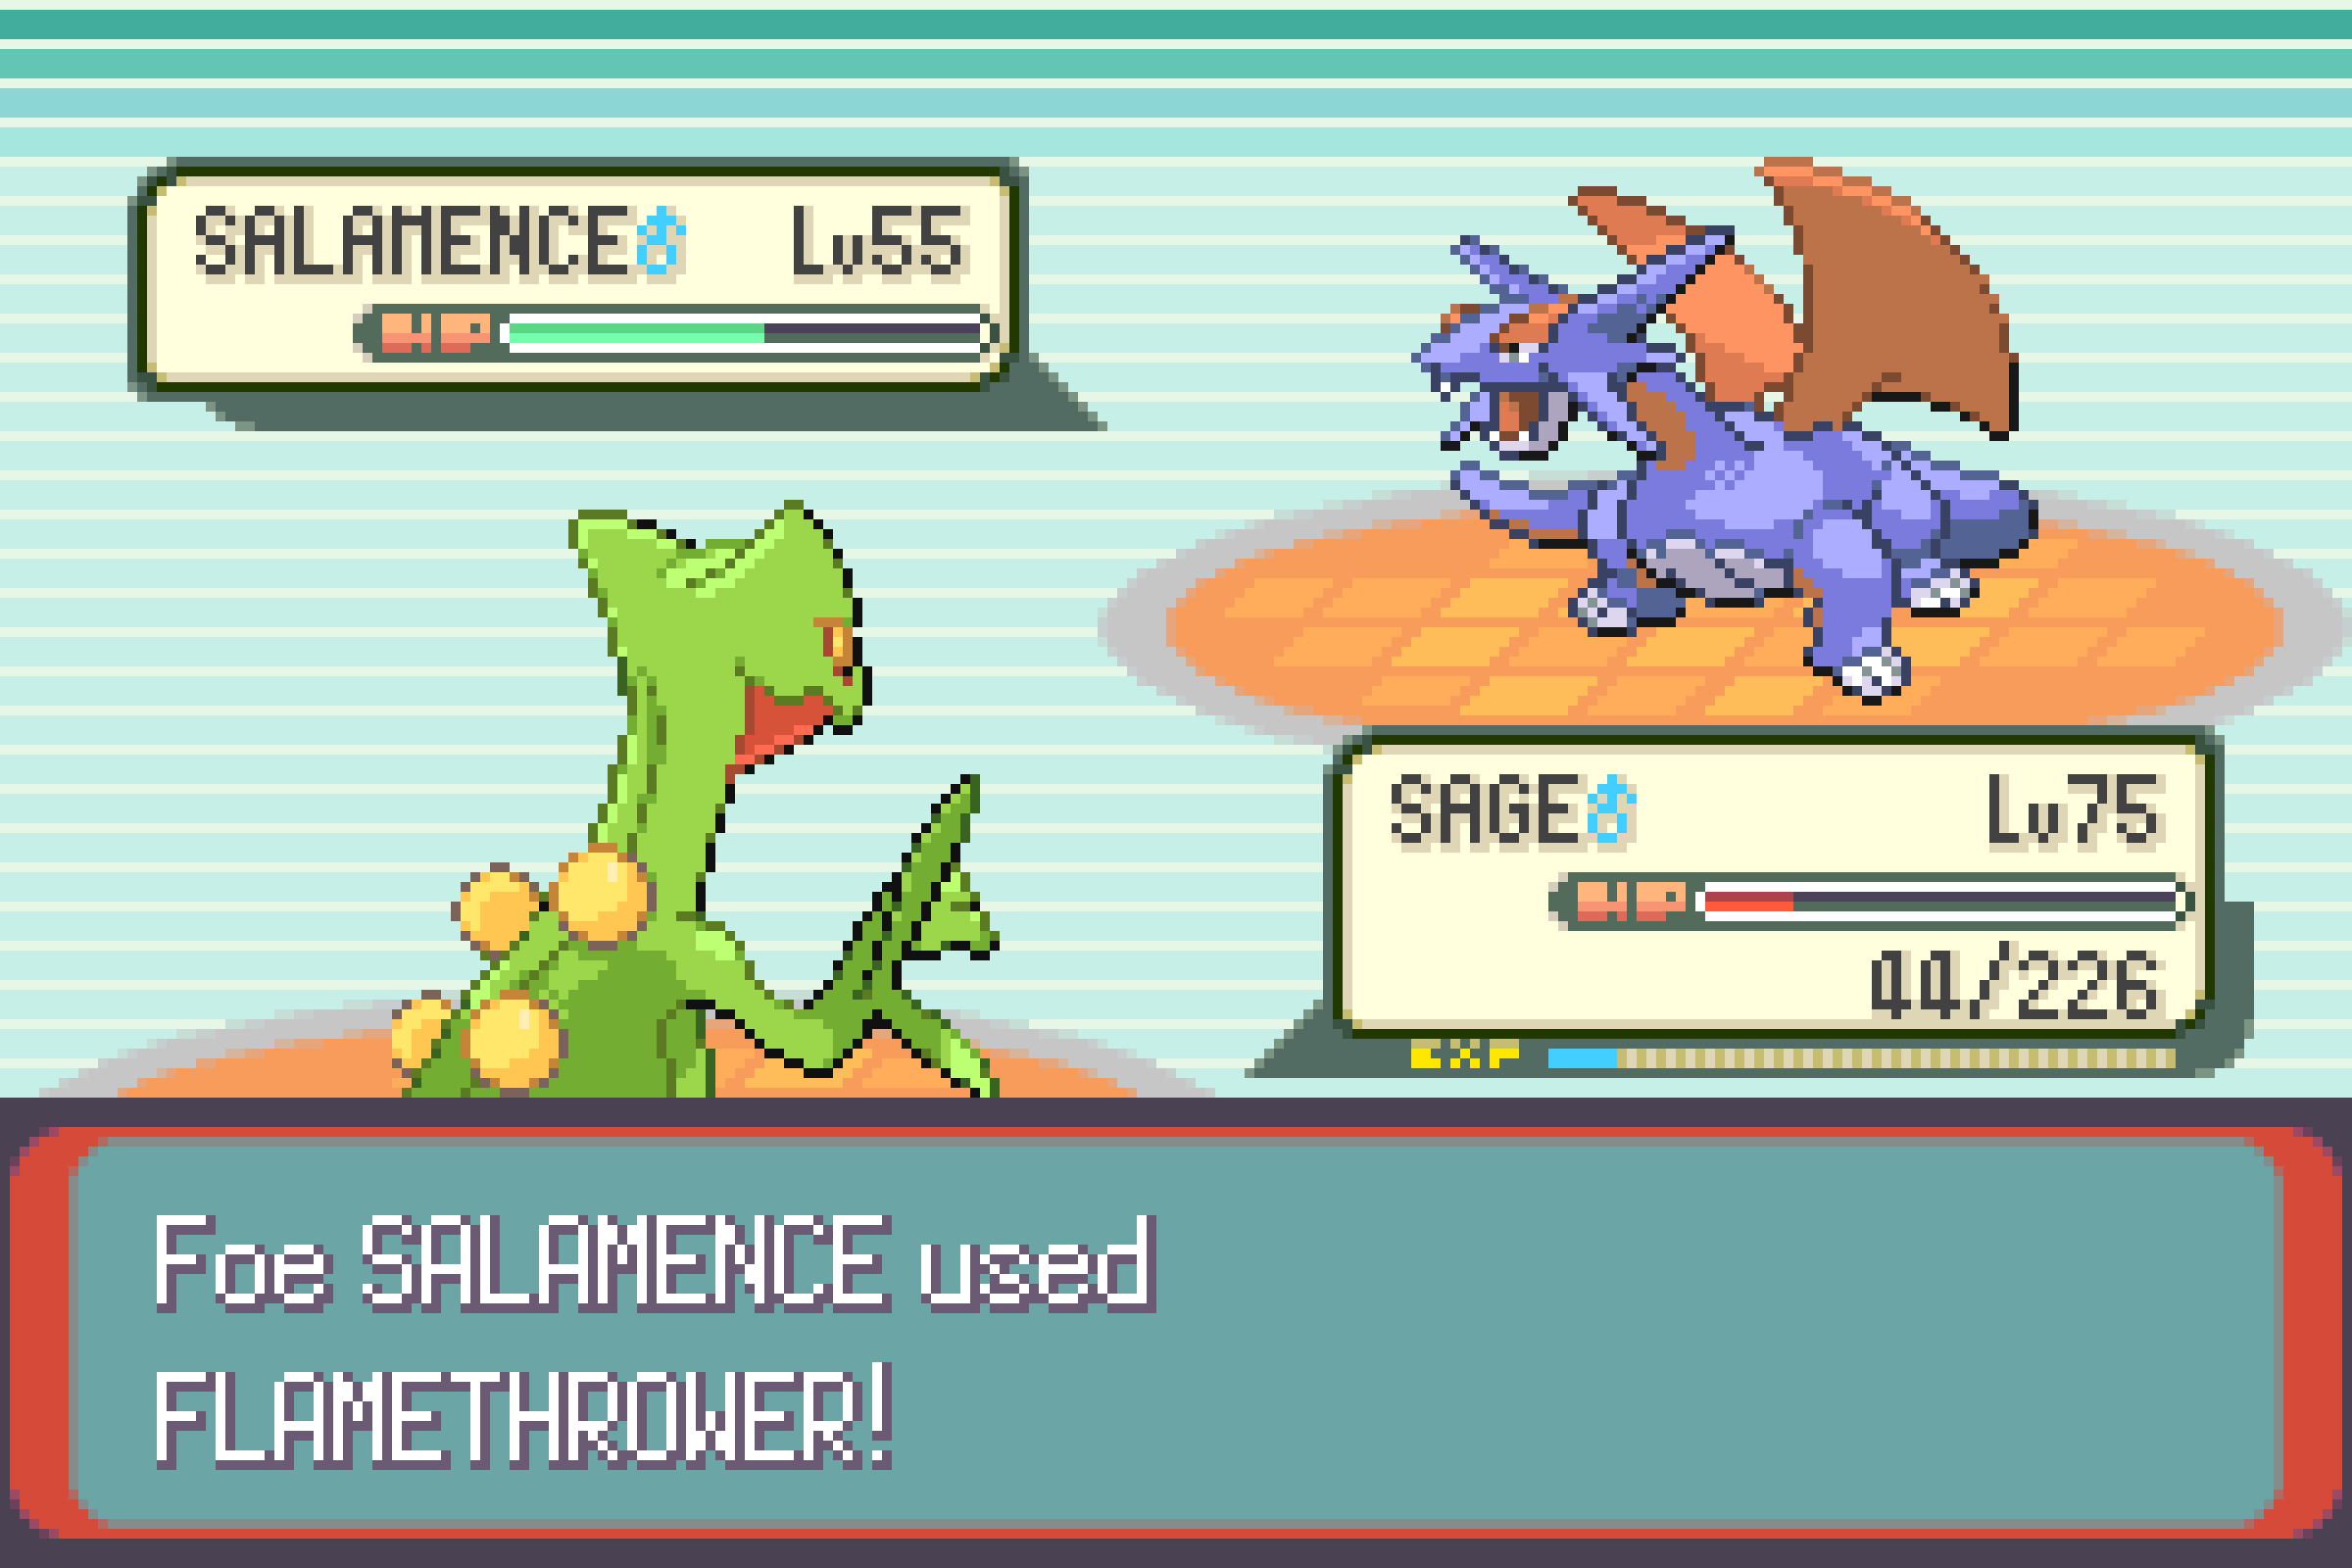 SALAMENCE♂ Lv55
HP
SAGE♂ Lv75
HP
44/226
EXP
Foe SALAMENCE used
FLAMETHROWER!